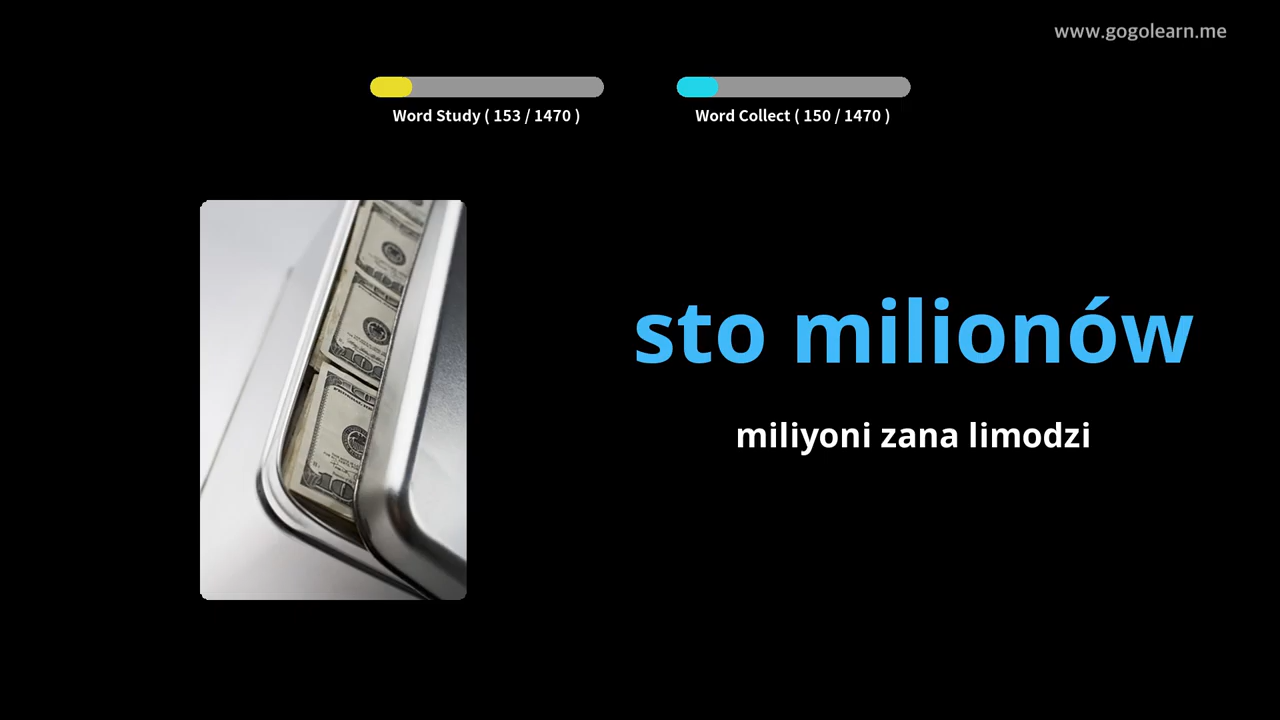 www.gogolearn.me
Word Study ( 153 / 1470 )
Word Collect ( 150 / 1470 )
sto milionów
miliyoni zana limodzi